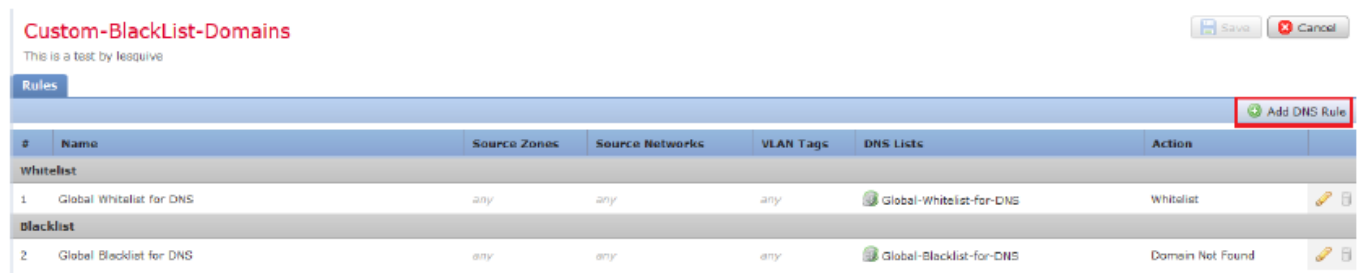 Custom-BlackList-Domains
Save Cancel
This is a test by lesquive
Rules
Add DNS Rule
# Name Source Zones Source Networks VLAN Tags DNS Lists Action
Whitelist
1 Global Whitelist for DNS any any any Global-Whitelist-for-DNS Whitelist
Blacklist
2 Global Blacklist for DNS any any any Global-Blacklist-for-DNS Domain Not Found